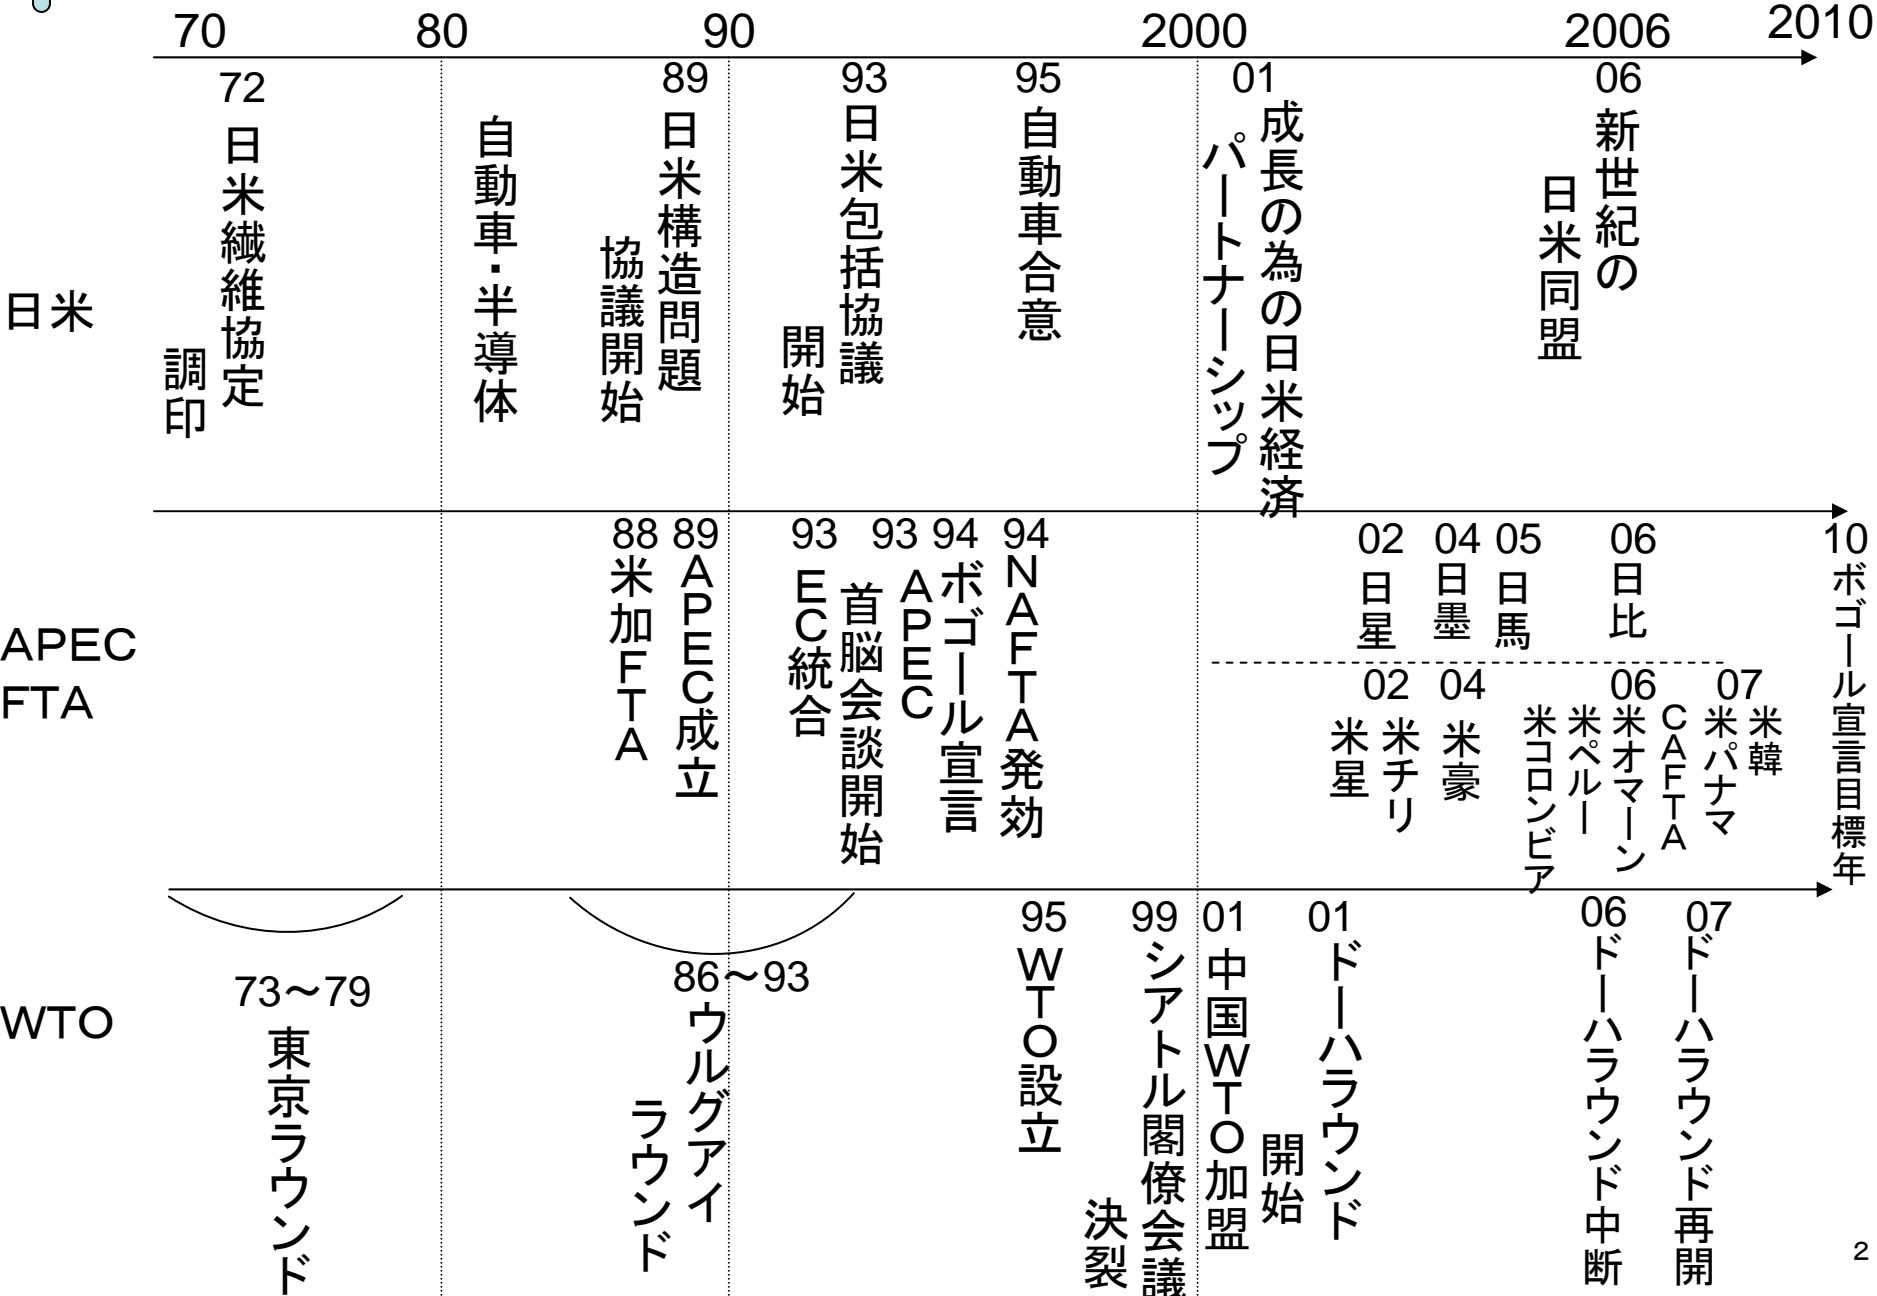 70 80 90 2000 2006 2010
日米
72
日米繊維協定
調印
自動車・半導体
89
日米構造問題
協議開始
93
日米包括協議
開始
95
自動車合意
01
成長の為の日米経済
パートナーシップ
06
新世紀の
日米同盟
APEC
FTA
88
米加FTA
89
APEC成立
93
EC統合
93
APEC
首脳会談開始
94
ボゴール宣言
94
NAFTA発効
02
日星
04
日墨
05
日馬
06
日比
02
米星
米チリ
04
米豪
06
米コロンビア
米ペルー
米オマーン
CAFTA
07
米パナマ
米韓
10
ボゴール宣言目標年
WTO
73～79
東京ラウンド
86～93
ウルグアイ
ラウンド
95
WTO設立
99
シアトル閣僚会議
決裂
01
中国WTO加盟
01
ドーハラウンド
開始
06
ドーハラウンド中断
07
ドーハラウンド再開
2